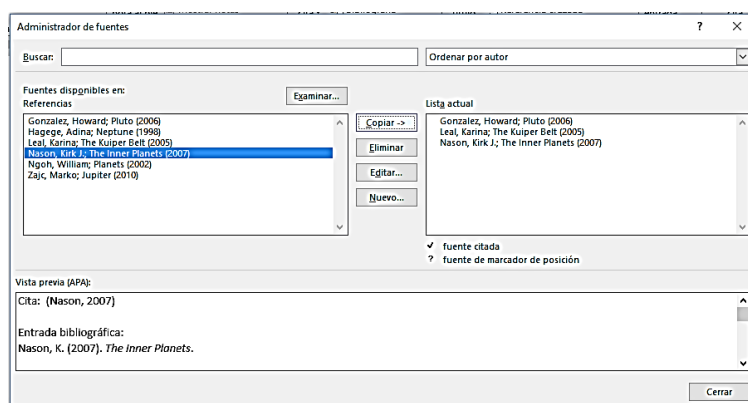 Administrador de fuentes
? ×
Buscar:
Ordenar por autor
Fuentes disponibles en:
Referencias
Examinar...
Gonzalez, Howard; Pluto (2006)
Hagege, Adina; Neptune (1998)
Leal, Karina; The Kuiper Belt (2005)
Nason, Kirk J.; The Inner Planets (2007)
Ngoh, William; Planets (2002)
Zajc, Marko; Jupiter (2010)
Copiar ->
Eliminar
Editar...
Nuevo...
Lista actual
Gonzalez, Howard; Pluto (2006)
Leal, Karina; The Kuiper Belt (2005)
Nason, Kirk J.; The Inner Planets (2007)
✓ fuente citada
? fuente de marcador de posición
Vista previa (APA):
Cita: (Nason, 2007)
Entrada bibliográfica:
Nason, K. (2007). The Inner Planets.
Cerrar